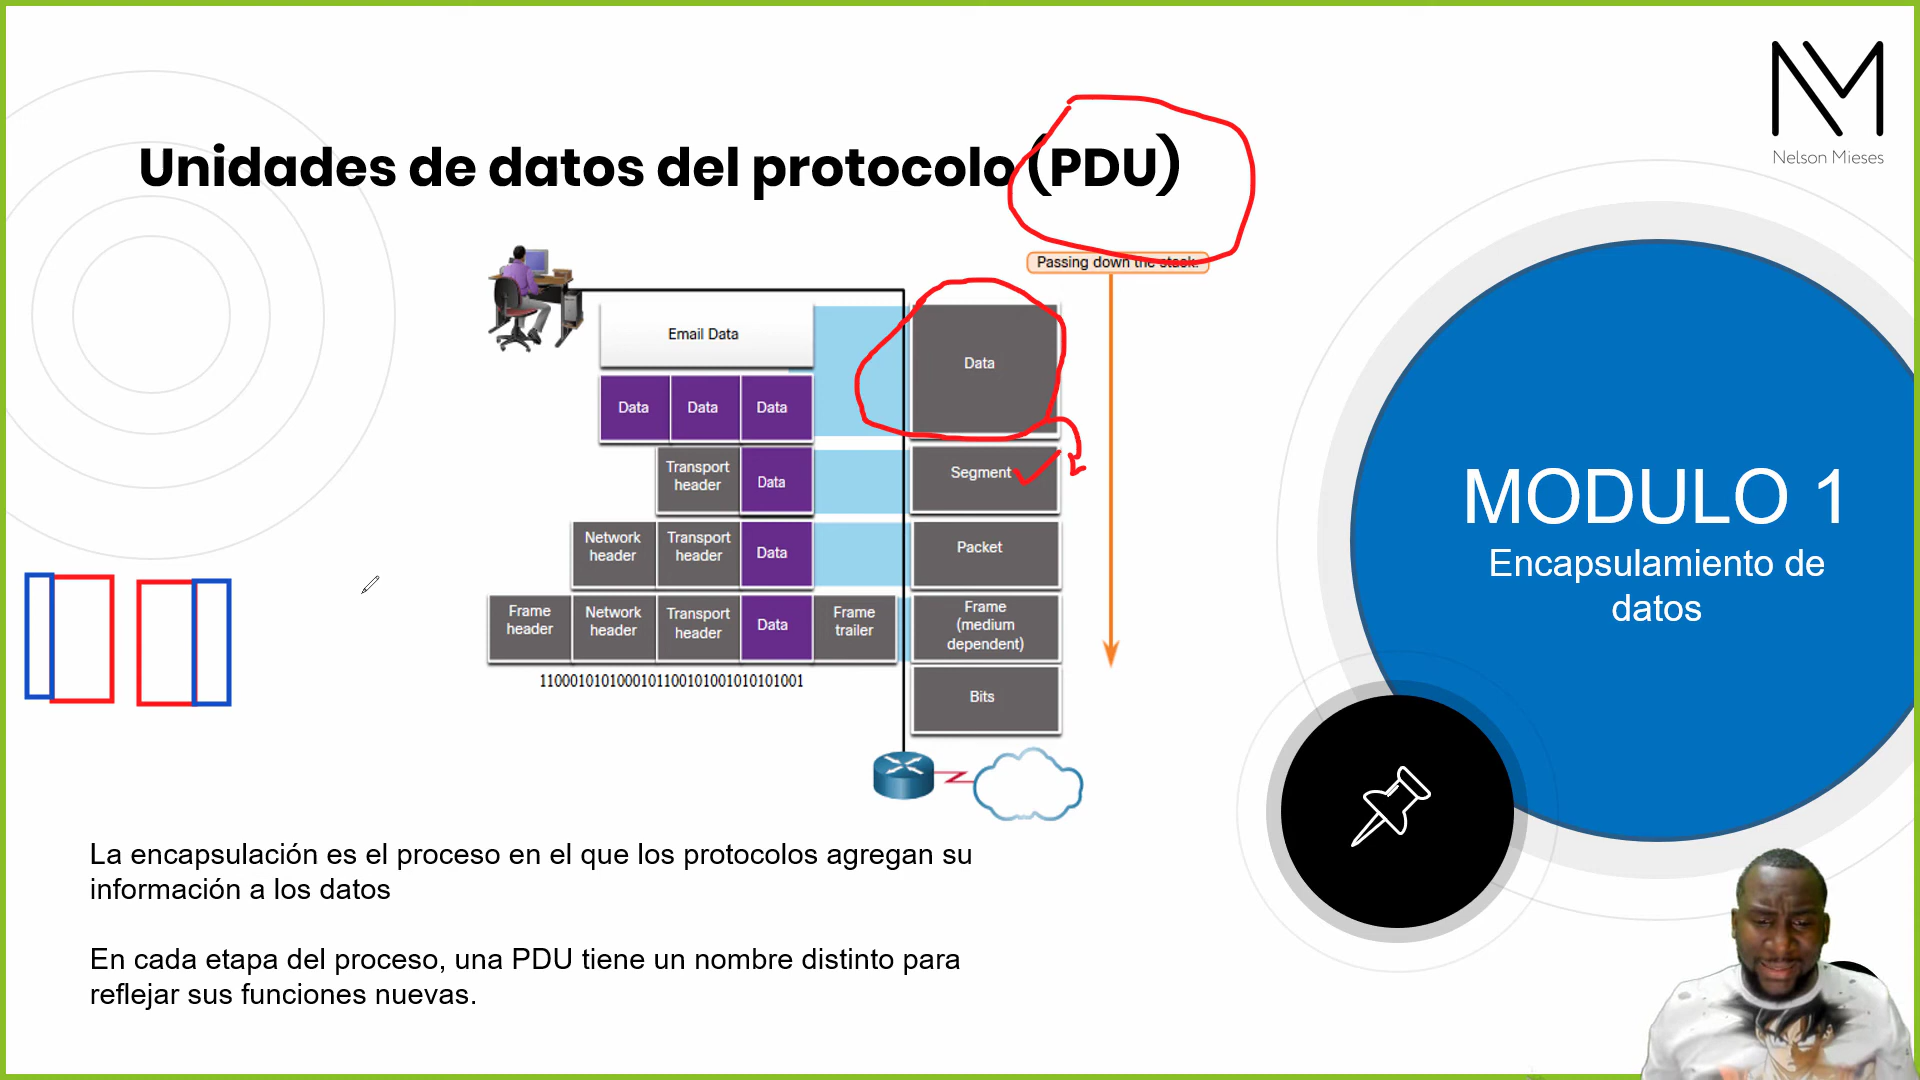 Nelson Mieses
Unidades de datos del protocolo (PDU)
Passing down the stack.
Email Data
Data
Data Data Data
Transport header Data
Segment
Network header Transport header Data
Packet
Frame header Network header Transport header Data Frame trailer
Frame (medium dependent)
1100010101000101100101001010101001
Bits
MODULO 1
Encapsulamiento de
datos
La encapsulación es el proceso en el que los protocolos agregan su
información a los datos
En cada etapa del proceso, una PDU tiene un nombre distinto para
reflejar sus funciones nuevas.